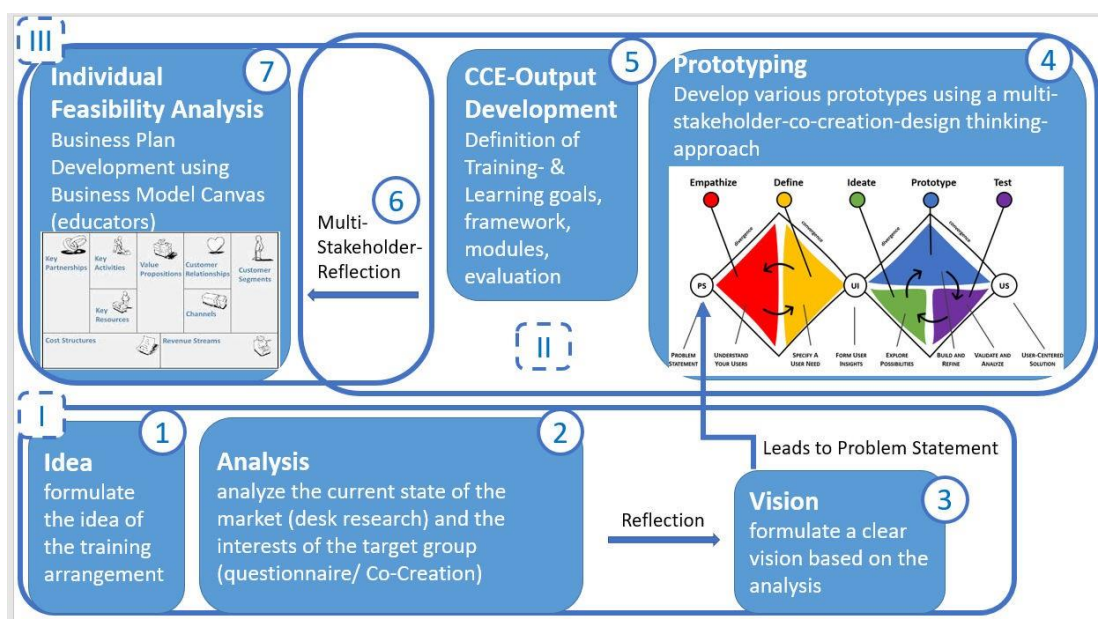 III
Individual
Feasibility Analysis
7
Business Plan
Development using
Business Model Canvas
(educators)
Key
Partnerships
Key
Activities
Value
Propositions
Customer
Relationships
Customer
Segments
Key
Resources
Channels
Cost Structures
Revenue Streams
6
Multi-
Stakeholder-
Reflection
CCE-Output
Development
5
Definition of
Training- &
Learning goals,
framework,
modules,
evaluation
II
Prototyping
4
Develop various prototypes using a multi-
stakeholder-co-creation-design thinking-
approach
Empathize
Define
Ideate
Prototype
Test
divergence
convergence
divergence
convergence
PS
UI
US
PROBLEM
STATEMENT
UNDERSTAND
YOUR USERS
SPECIFY A
USER NEED
FORM USER
INSIGHTS
EXPLORE
POSSIBILITIES
BUILD AND
REFINE
VALIDATE AND
ANALYZE
USER-CENTERED
SOLUTION
I
1
Idea
formulate
the idea of
the training
arrangement
2
Analysis
analyze the current state of the
market (desk research) and the
interests of the target group
(questionnaire/ Co-Creation)
Reflection
Leads to Problem Statement
3
Vision
formulate a clear
vision based on the
analysis